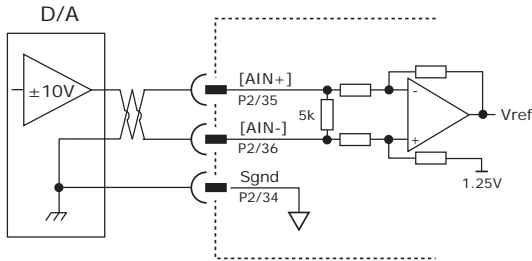 D/A
±10V
[AIN+]
P2/35
5k
[AIN-]
P2/36
Sgnd
P2/34
-
+
Vref
1.25V